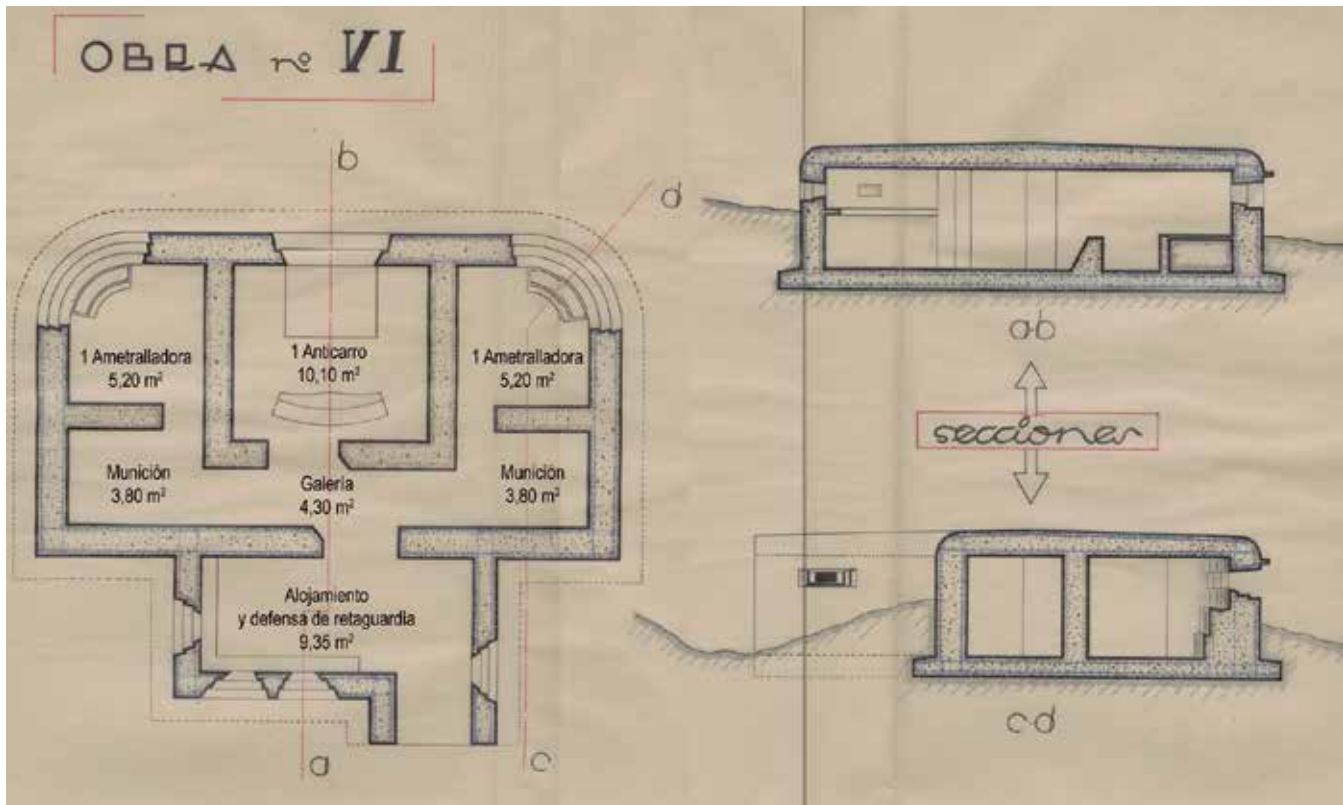 OBRA nº VI
b
d
1 Ametralladora
5,20 m²
1 Anticarro
10,10 m²
1 Ametralladora
5,20 m²
Munición
3,80 m²
Galería
4,30 m²
Munición
3,80 m²
Alojamiento
y defensa de retaguardia
9,35 m²
a
c
a-b
secciones
c-d